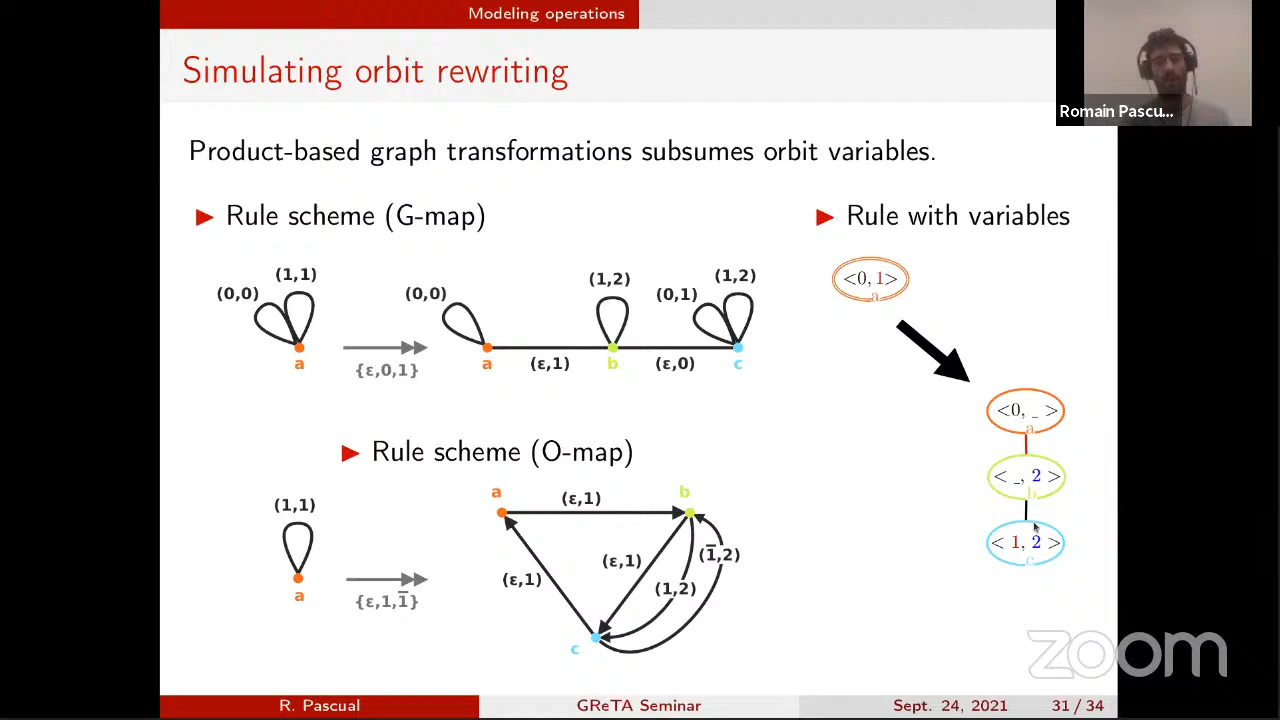 Modeling operations
Simulating orbit rewriting
Romain Pascu...
Product-based graph transformations subsumes orbit variables.
▶ Rule scheme (G-map)
▶ Rule with variables
(0,0) (1,1)
a
{ε,0,1}
(0,0) (1,2) (0,1) (1,2)
(ε,1) (ε,0)
a b c
<0, 1>
a
<0, _ >
a
< _, 2 >
b
< 1, 2 >
c
▶ Rule scheme (O-map)
(1,1)
a
{ε,1,1̅}
a b
(ε,1)
(ε,1) (ε,1) (1,2) (1̅,2)
c
zoom
R. Pascual GReTA Seminar Sept. 24, 2021 31 / 34